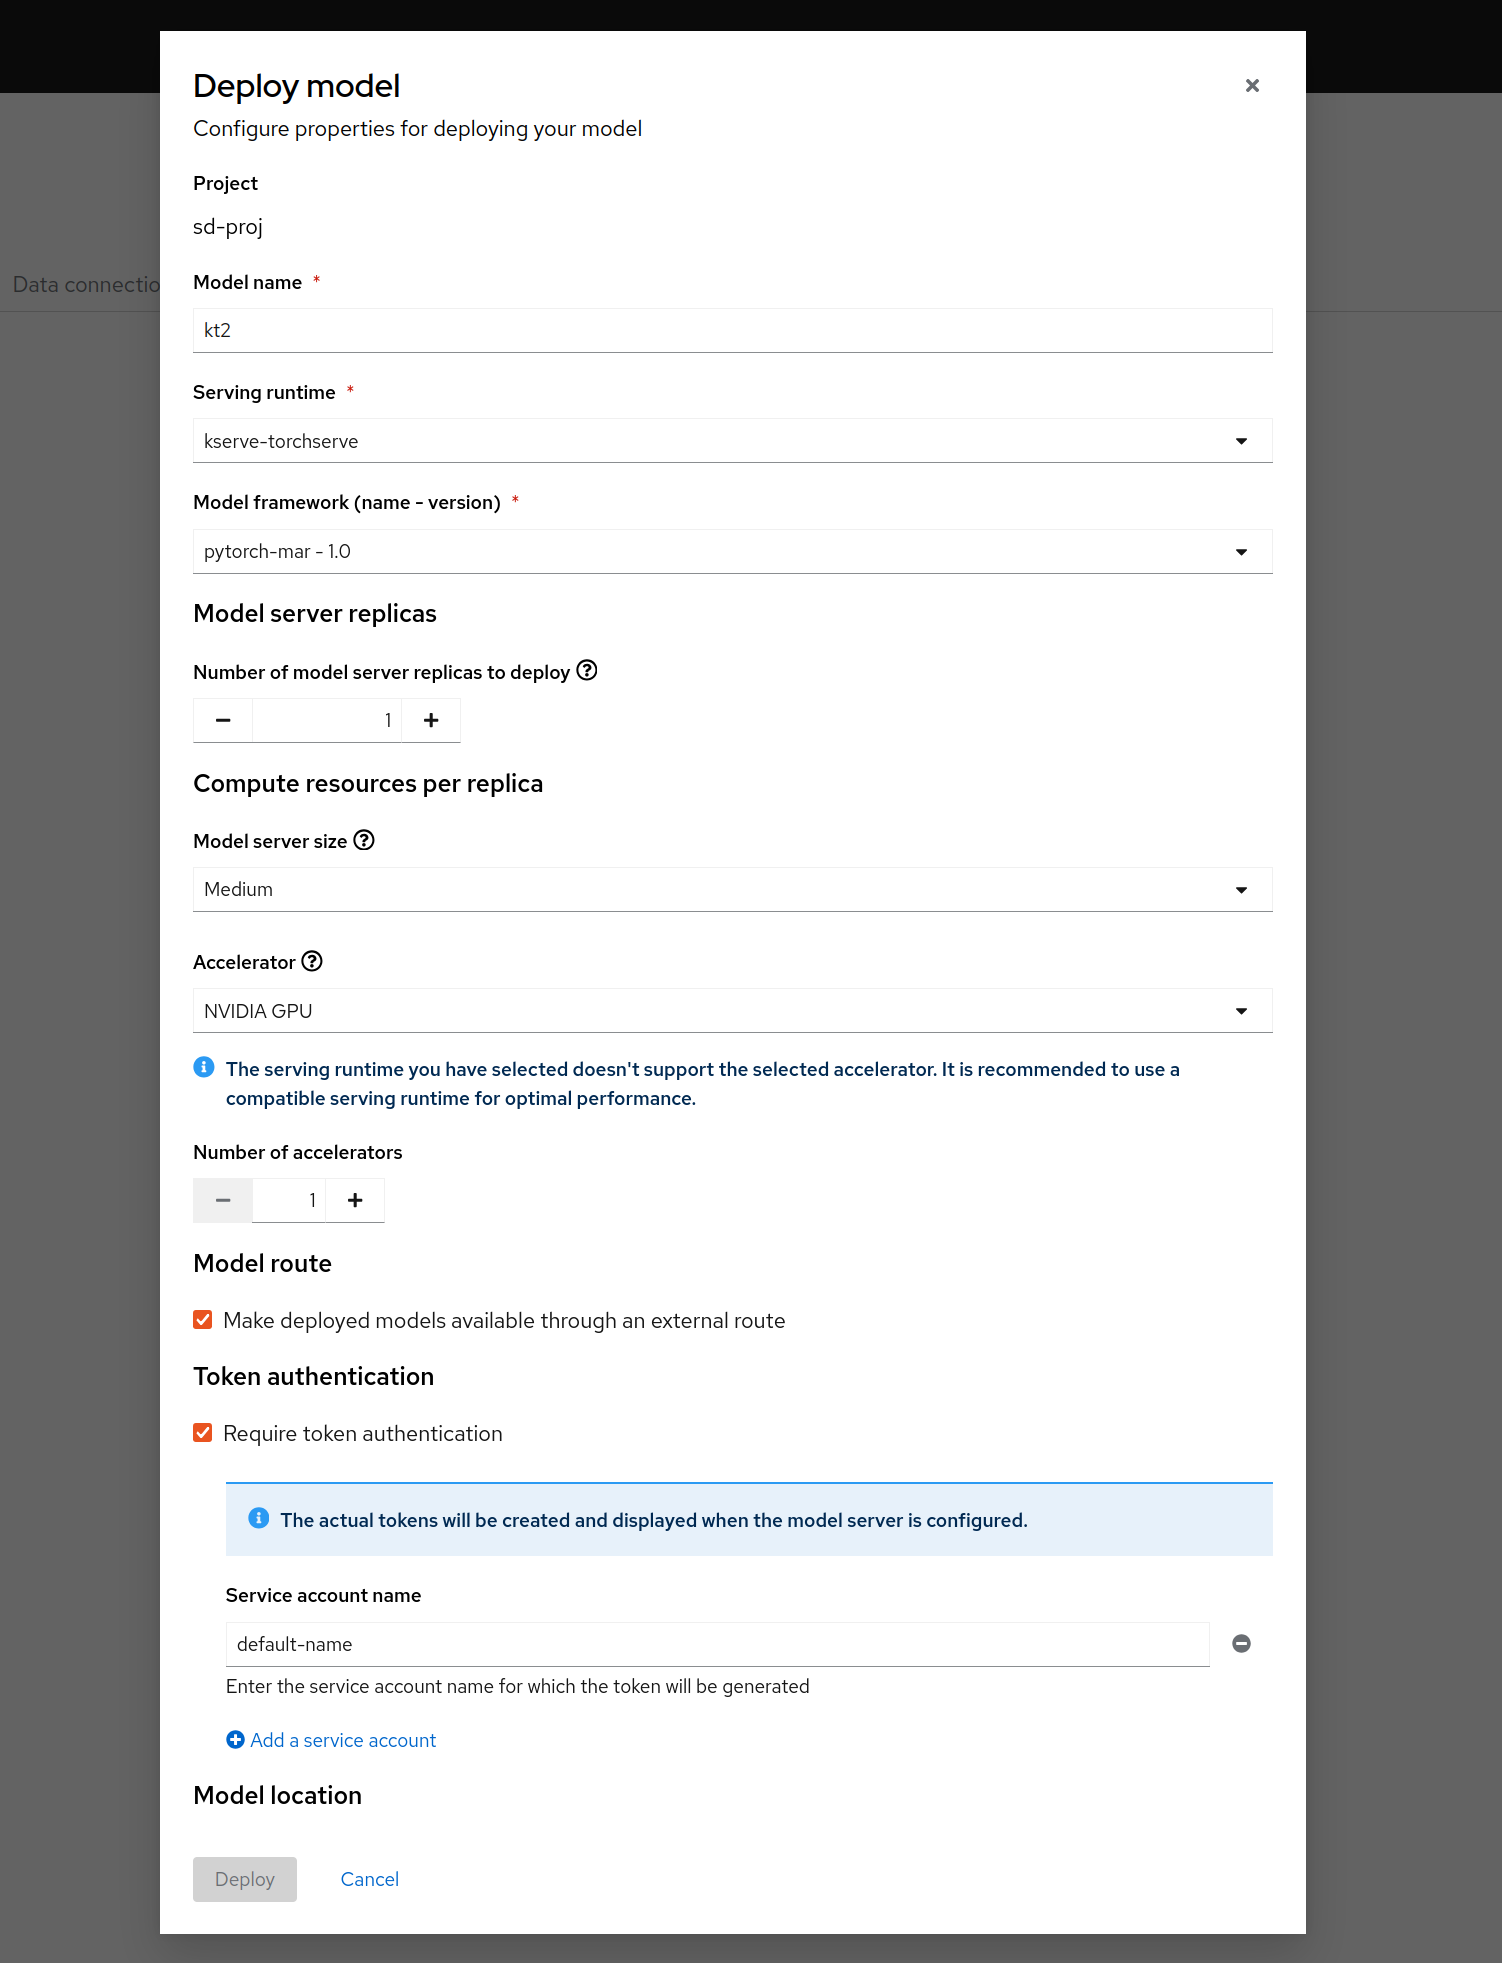 Deploy model
Configure properties for deploying your model
Project
sd-proj
Data connectio
Model name *
kt2
Serving runtime *
kserve-torchserve
Model framework (name - version) *
pytorch-mar - 1.0
Model server replicas
Number of model server replicas to deploy
1
Compute resources per replica
Model server size
Medium
Accelerator
NVIDIA GPU
The serving runtime you have selected doesn't support the selected accelerator. It is recommended to use a
compatible serving runtime for optimal performance.
Number of accelerators
1
Model route
Make deployed models available through an external route
Token authentication
Require token authentication
The actual tokens will be created and displayed when the model server is configured.
Service account name
default-name
Enter the service account name for which the token will be generated
Add a service account
Model location
Deploy Cancel